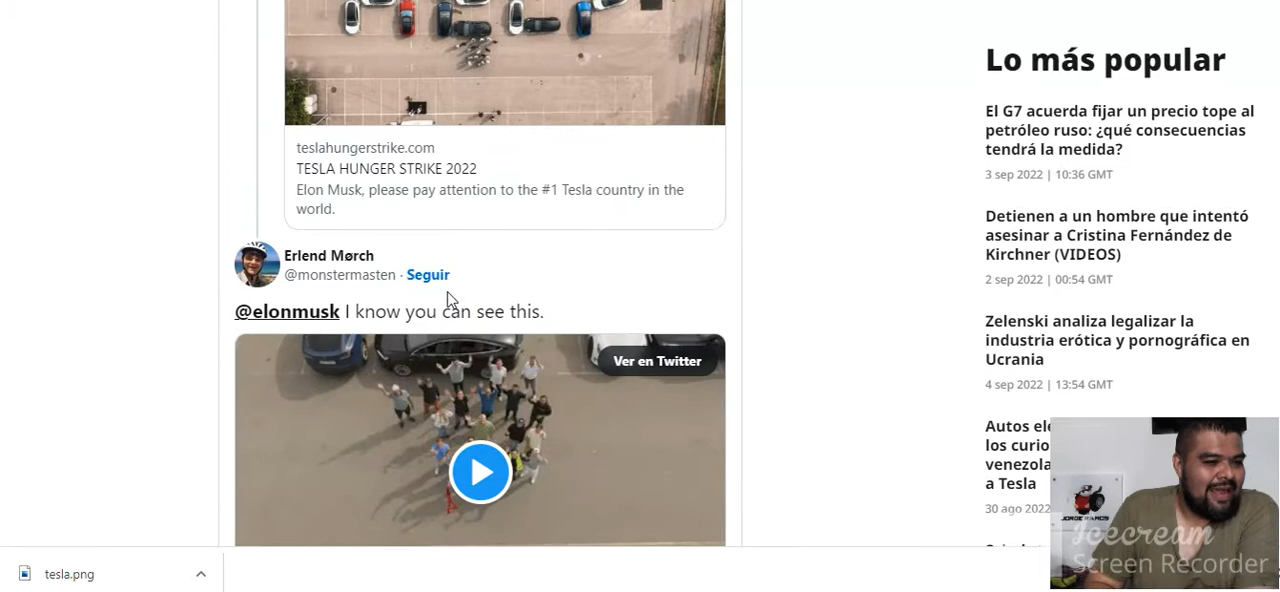 teslahungerstrike.com
TESLA HUNGER STRIKE 2022
Elon Musk, please pay attention to the #1 Tesla country in the
world.
Erlend Mørch
@monstermasten · Seguir
@elonmusk I know you can see this.
Ver en Twitter
Lo más popular
El G7 acuerda fijar un precio tope al
petróleo ruso: ¿qué consecuencias
tendrá la medida?
3 sep 2022 | 10:36 GMT
Detienen a un hombre que intentó
asesinar a Cristina Fernández de
Kirchner (VIDEOS)
2 sep 2022 | 00:54 GMT
Zelenski analiza legalizar la
industria erótica y pornográfica en
Ucrania
4 sep 2022 | 13:54 GMT
Autos
los
a Tesla
30 ago 2022
JORGE RAMOS
Icecream
Screen Recorder
tesla.png